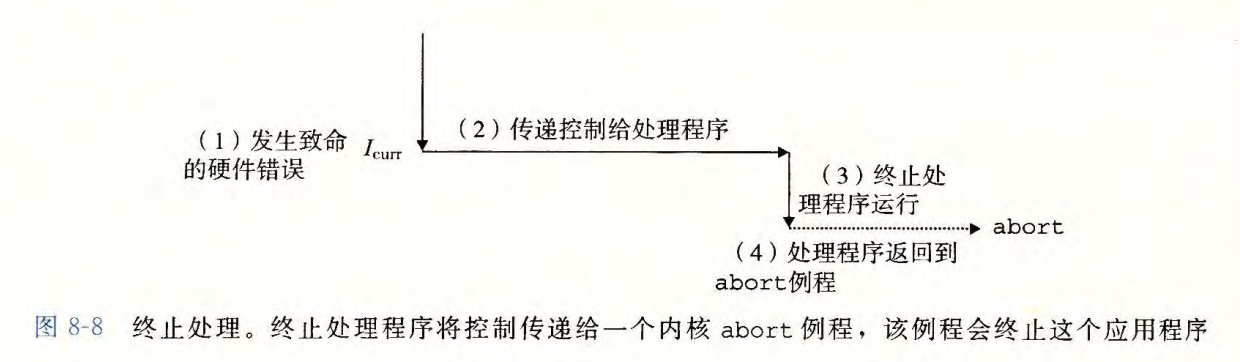 （1）发生致命
的硬件错误
Icurr
（2）传递控制给处理程序
（3）终止处
理程序运行
abort
（4）处理程序返回到
abort例程
图 8-8 终止处理。终止处理程序将控制传递给一个内核 abort 例程，该例程会终止这个应用程序